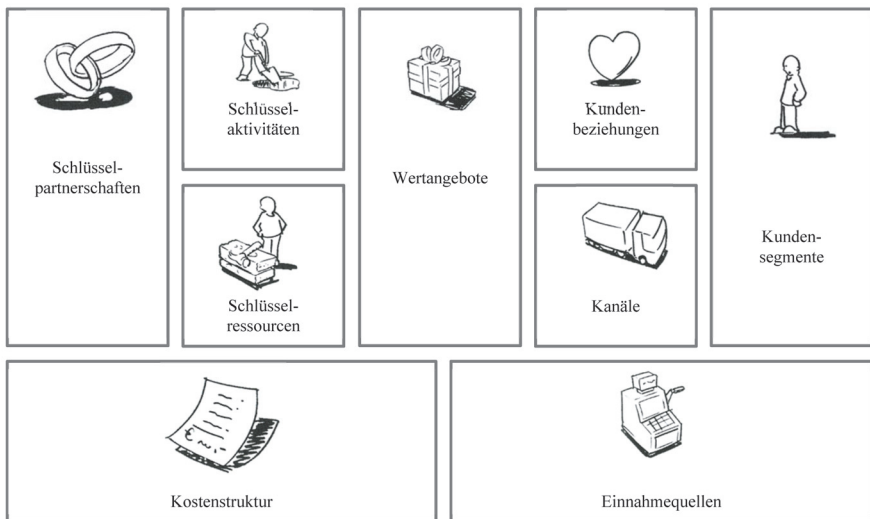 Schlüssel-
partnerschaften
Schlüssel-
aktivitäten
Schlüssel-
ressourcen
Wertangebote
Kunden-
beziehungen
Kanäle
Kunden-
segmente
Kostenstruktur
Einnahmequellen